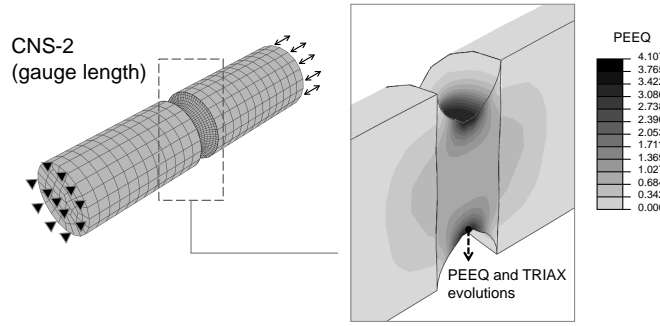 CNS-2
(gauge length)
PEEQ and TRIAX
evolutions
PEEQ
4.107
3.765
3.422
3.080
2.738
2.396
2.053
1.711
1.369
1.027
0.684
0.342
0.000